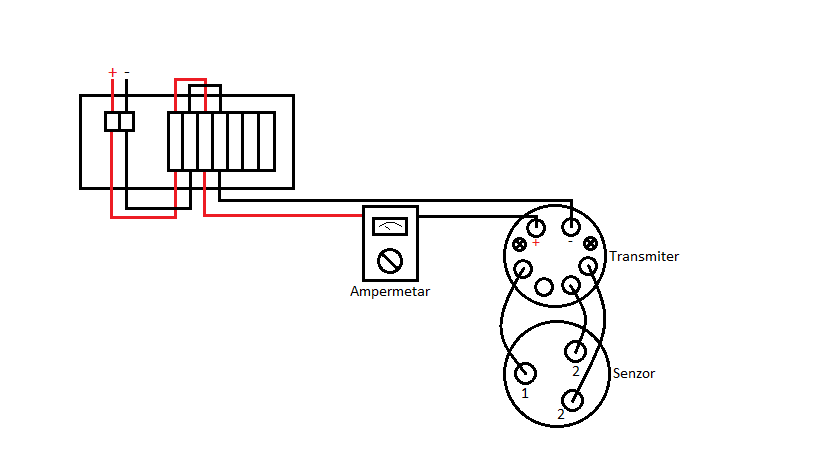 + -
+ -
Transmiter
Ampermetar
2
Senzor
1
2